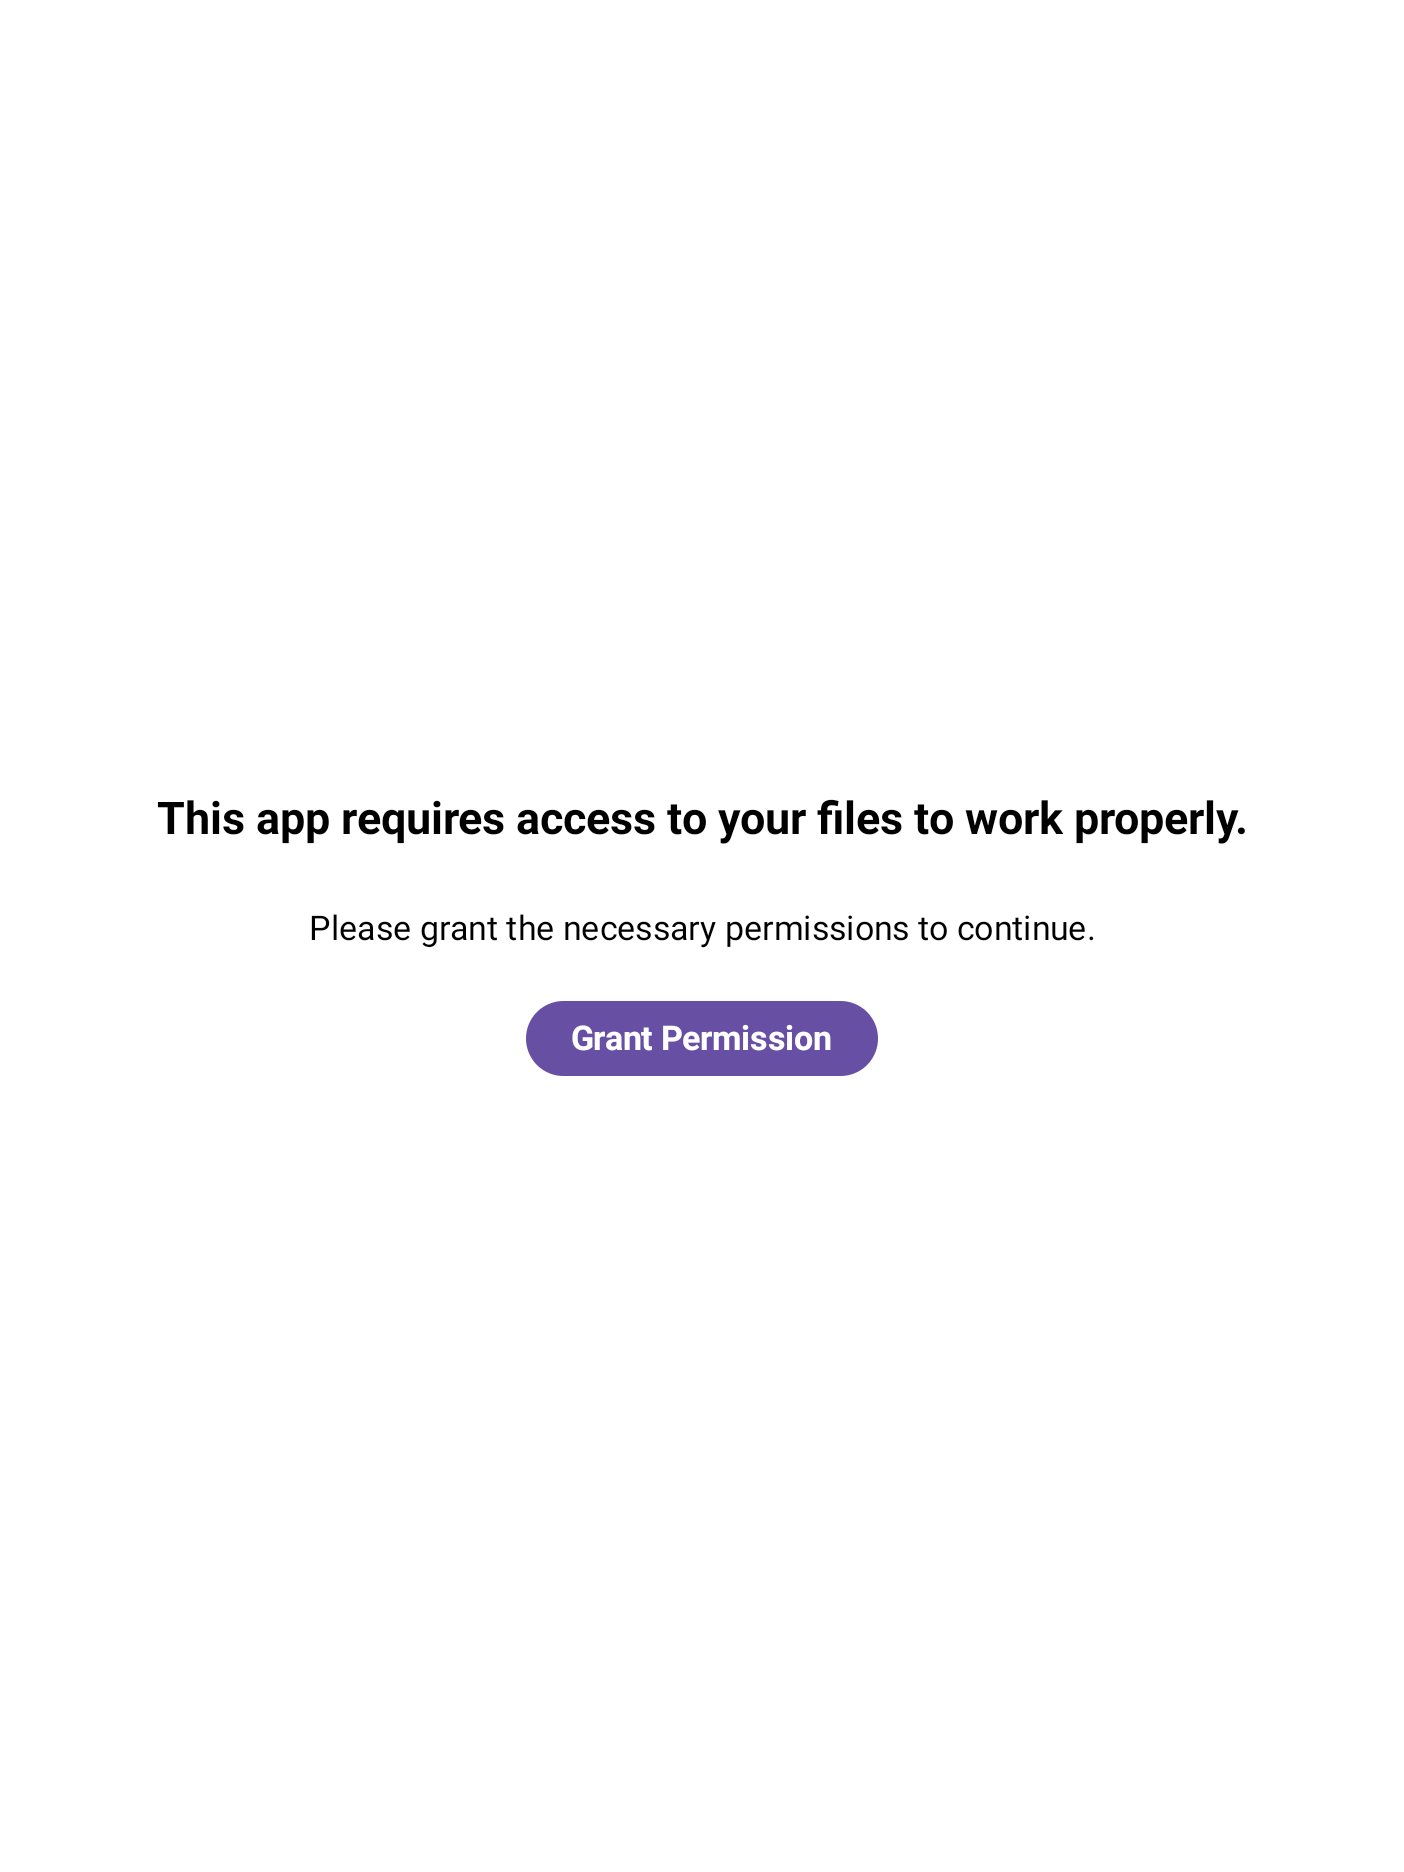 This app requires access to your files to work properly.
Please grant the necessary permissions to continue.
Grant Permission